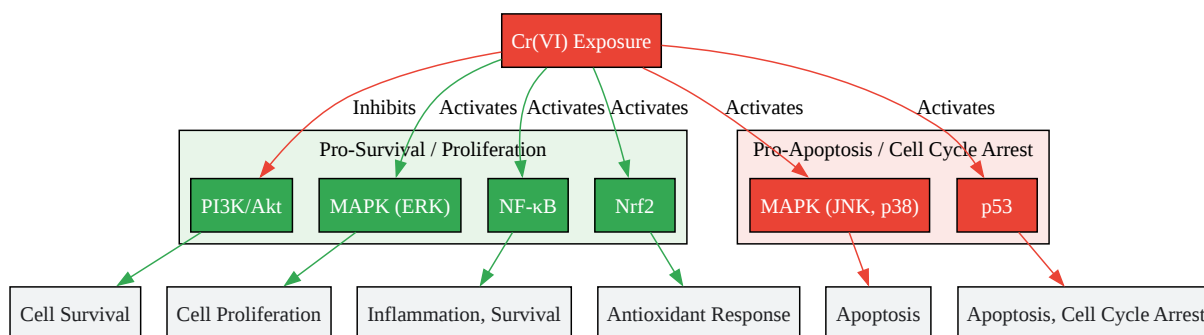 Cr(VI) Exposure
Inhibits
Activates
Activates
Activates
Activates
Activates
Pro-Survival / Proliferation
Pro-Apoptosis / Cell Cycle Arrest
PI3K/Akt
MAPK (ERK)
NF-κB
Nrf2
MAPK (JNK, p38)
p53
Cell Survival
Cell Proliferation
Inflammation, Survival
Antioxidant Response
Apoptosis
Apoptosis, Cell Cycle Arrest